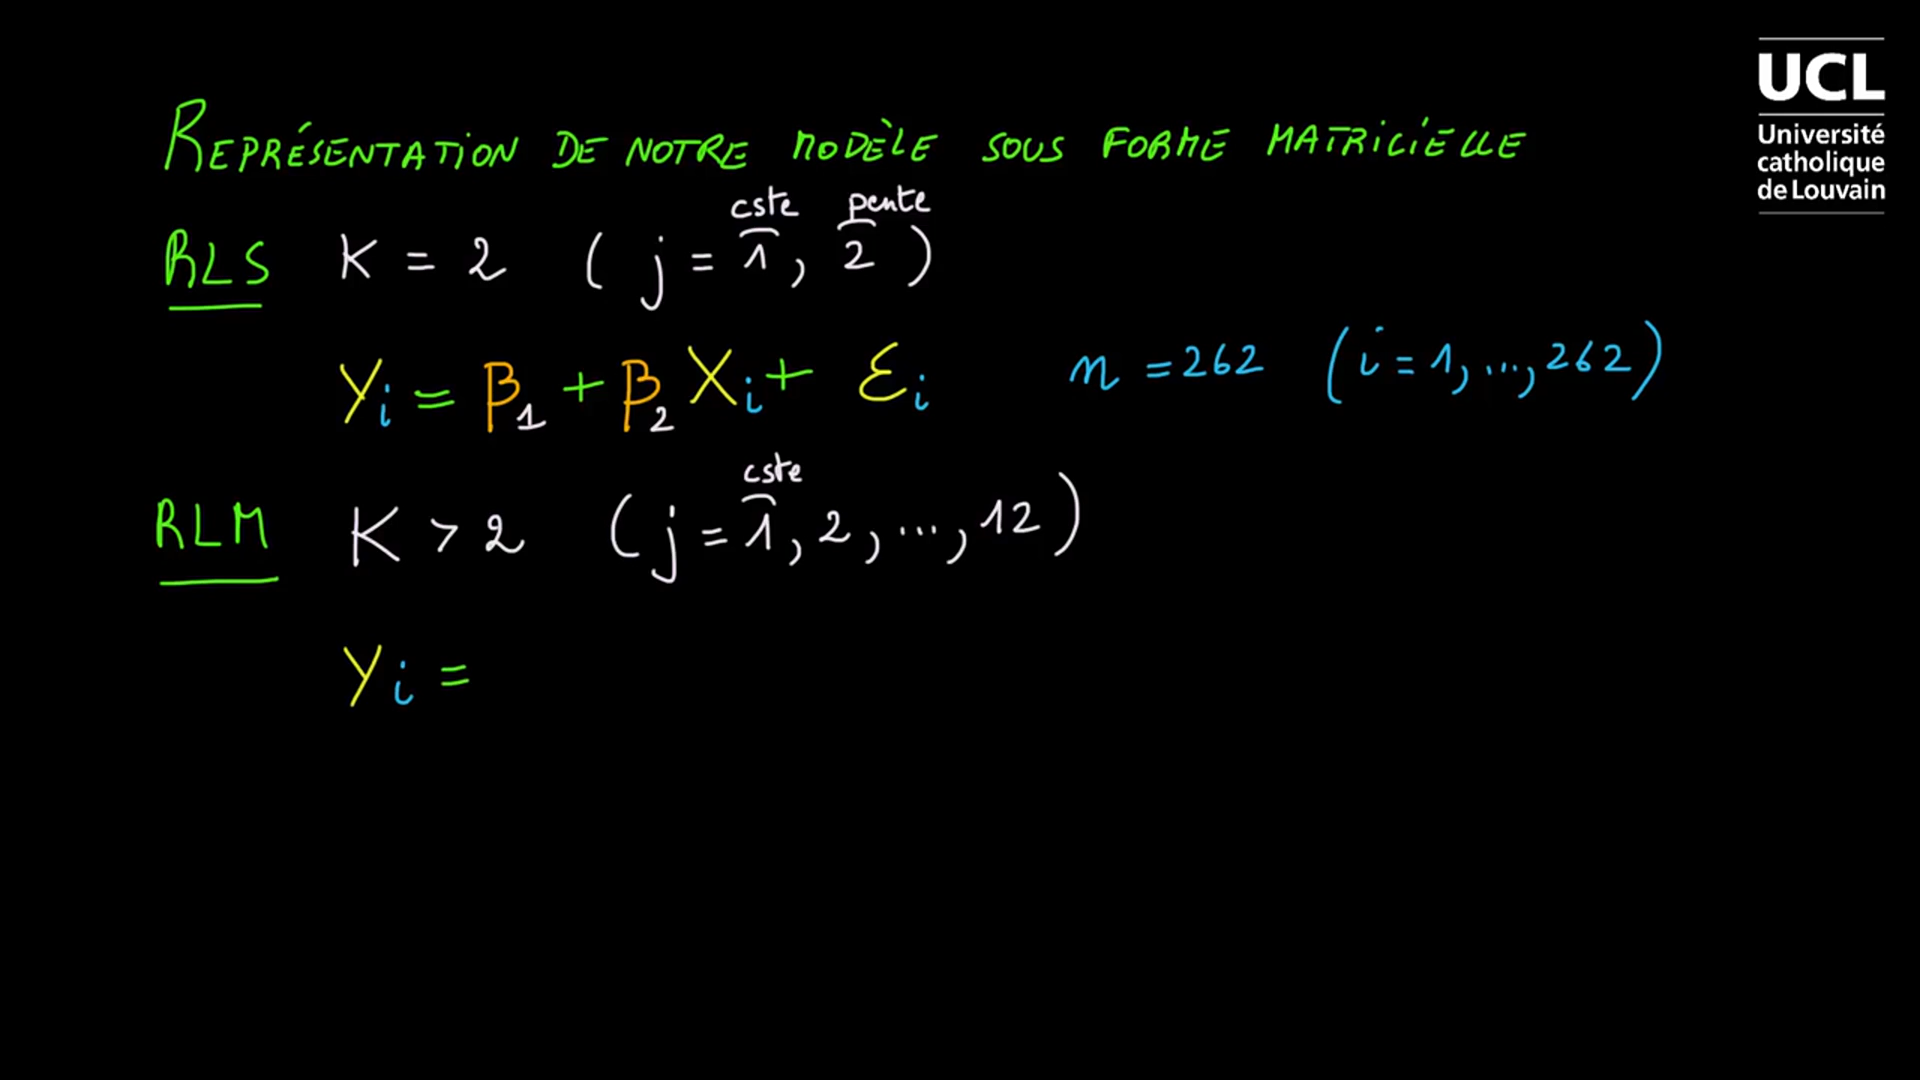 UCL
Université
catholique
de Louvain
REPRÉSENTATION DE NOTRE MODÈLE SOUS FORME MATRICIELLE
cste pente
RLS K = 2 ( j = 1, 2 )
Yi = β1 + β2 Xi + εi n = 262 (i = 1, ..., 262)
cste
RLM K > 2 ( j = 1, 2, ..., 12 )
Yi =